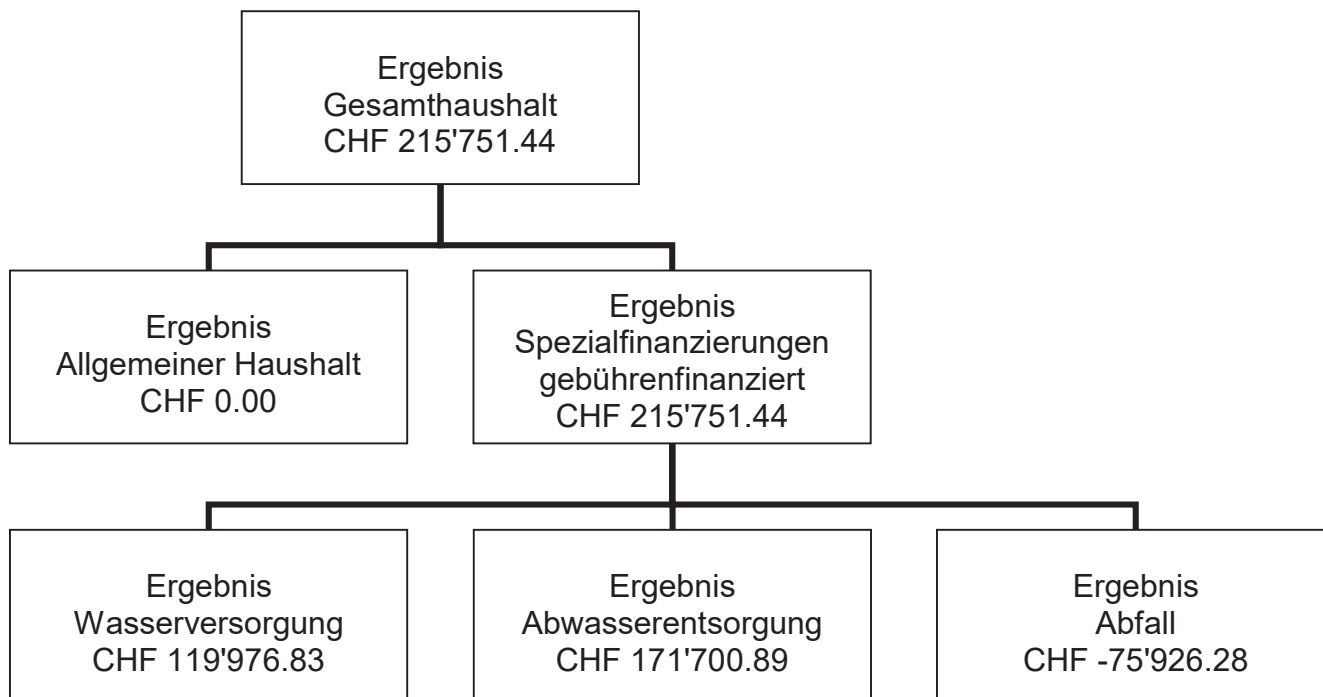 Ergebnis
Gesamthaushalt
CHF 215'751.44
Ergebnis
Allgemeiner Haushalt
CHF 0.00
Ergebnis
Spezialfinanzierungen
gebührenfinanziert
CHF 215'751.44
Ergebnis
Wasserversorgung
CHF 119'976.83
Ergebnis
Abwasserentsorgung
CHF 171'700.89
Ergebnis
Abfall
CHF -75'926.28